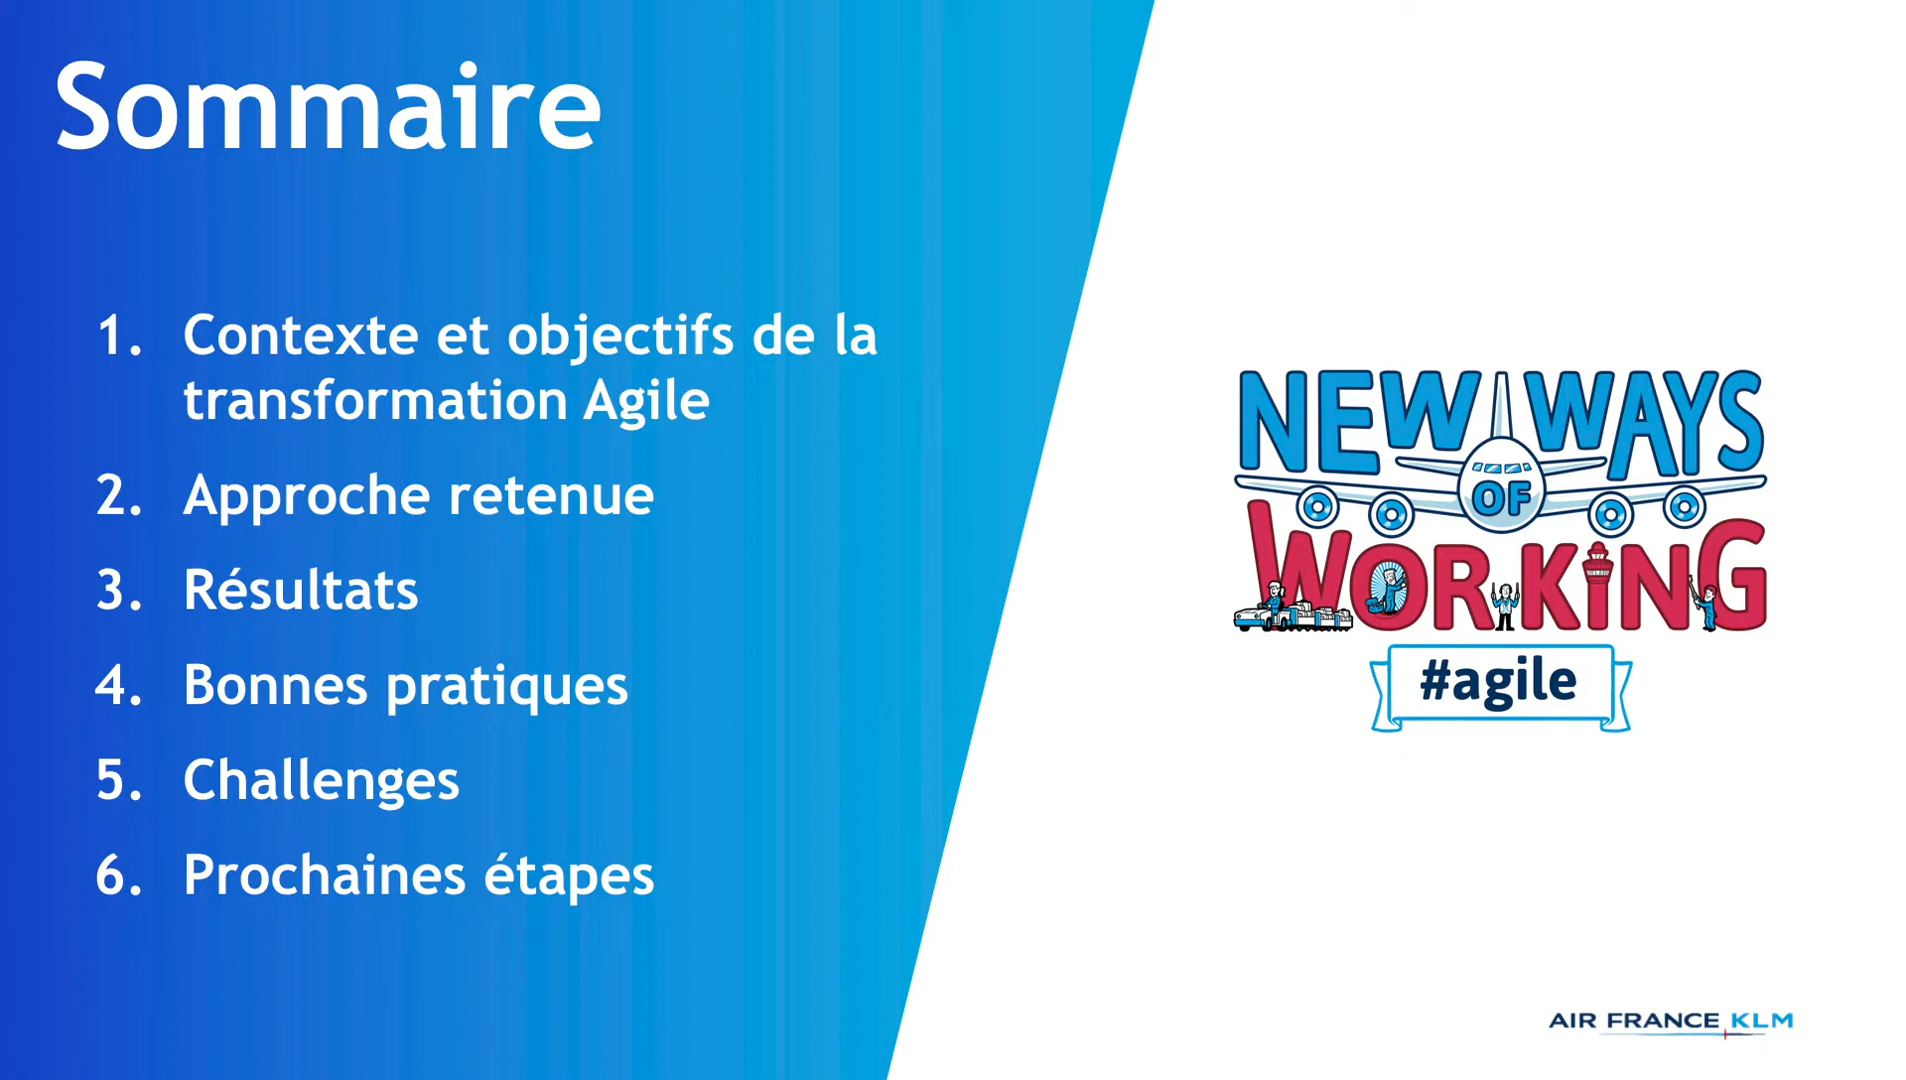 Sommaire
1. Contexte et objectifs de la
transformation Agile
2. Approche retenue
3. Résultats
4. Bonnes pratiques
5. Challenges
6. Prochaines étapes
NEW WAYS
OF
WORKING
#agile
AIR FRANCE KLM